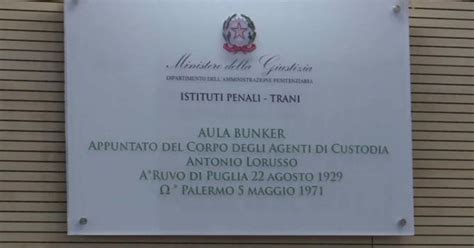 Ministero della Giustizia
DIPARTIMENTO DELL'AMMINISTRAZIONE PENITENZIARIA
ISTITUTI PENALI - TRANI
AULA BUNKER
APPUNTATO DEL CORPO DEGLI AGENTI DI CUSTODIA
ANTONIO LORUSSO
A* RUVO DI PUGLIA 22 AGOSTO 1929
Ω * PALERMO 5 MAGGIO 1971